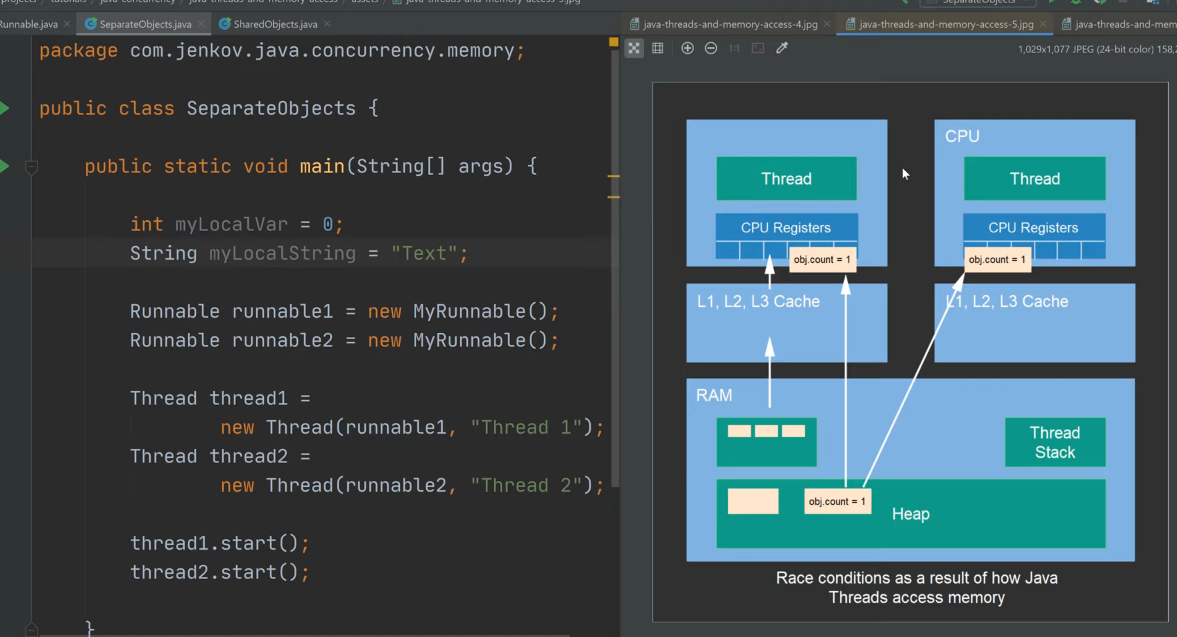 SeparateObjects
Runnable.java
SeparateObjects.java
SharedObjects.java
java-threads-and-memory-access-4.jpg
java-threads-and-memory-access-5.jpg
1,029x1,077 JPEG (24-bit color)
package com.jenkov.java.concurrency.memory;
public class SeparateObjects {
public static void main(String[] args) {
int myLocalVar = 0;
String myLocalString = "Text";
Runnable runnable1 = new MyRunnable();
Runnable runnable2 = new MyRunnable();
Thread thread1 =
new Thread(runnable1, "Thread 1");
Thread thread2 =
new Thread(runnable2, "Thread 2");
thread1.start();
thread2.start();
}
CPU
Thread
Thread
CPU Registers
CPU Registers
obj.count = 1
obj.count = 1
L1, L2, L3 Cache
L1, L2, L3 Cache
RAM
Thread
Stack
obj.count = 1
Heap
Race conditions as a result of how Java
Threads access memory